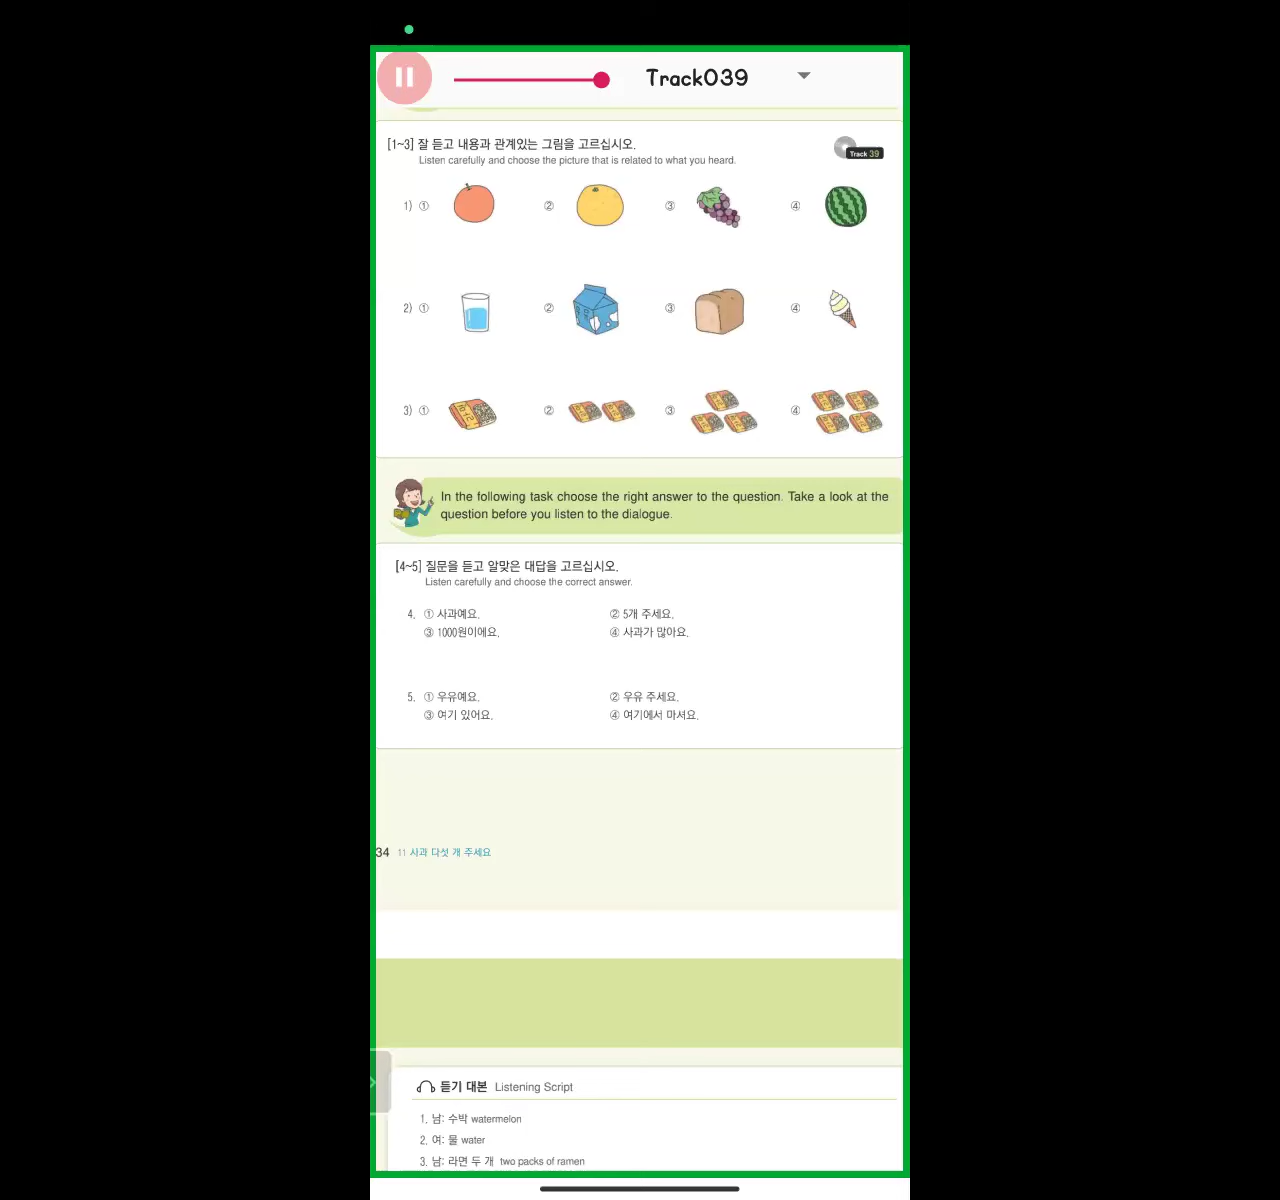 Track039
[1~3] 잘 듣고 내용과 관계있는 그림을 고르십시오.
Listen carefully and choose the picture that is related to what you heard.
Track 39
1) ① ② ③ ④
2) ① ② ③ ④
3) ① ② ③ ④
In the following task choose the right answer to the question. Take a look at the
question before you listen to the dialogue.
[4~5] 질문을 듣고 알맞은 대답을 고르십시오.
Listen carefully and choose the correct answer.
4. ① 사과예요. ② 5개 주세요.
③ 1000원이에요. ④ 사과가 많아요.
5. ① 우유예요. ② 우유 주세요.
③ 여기 있어요. ④ 여기에서 마셔요.
34 11 사과 다섯 개 주세요
듣기 대본 Listening Script
1. 남: 수박 watermelon
2. 여: 물 water
3. 남: 라면 두 개 two packs of ramen